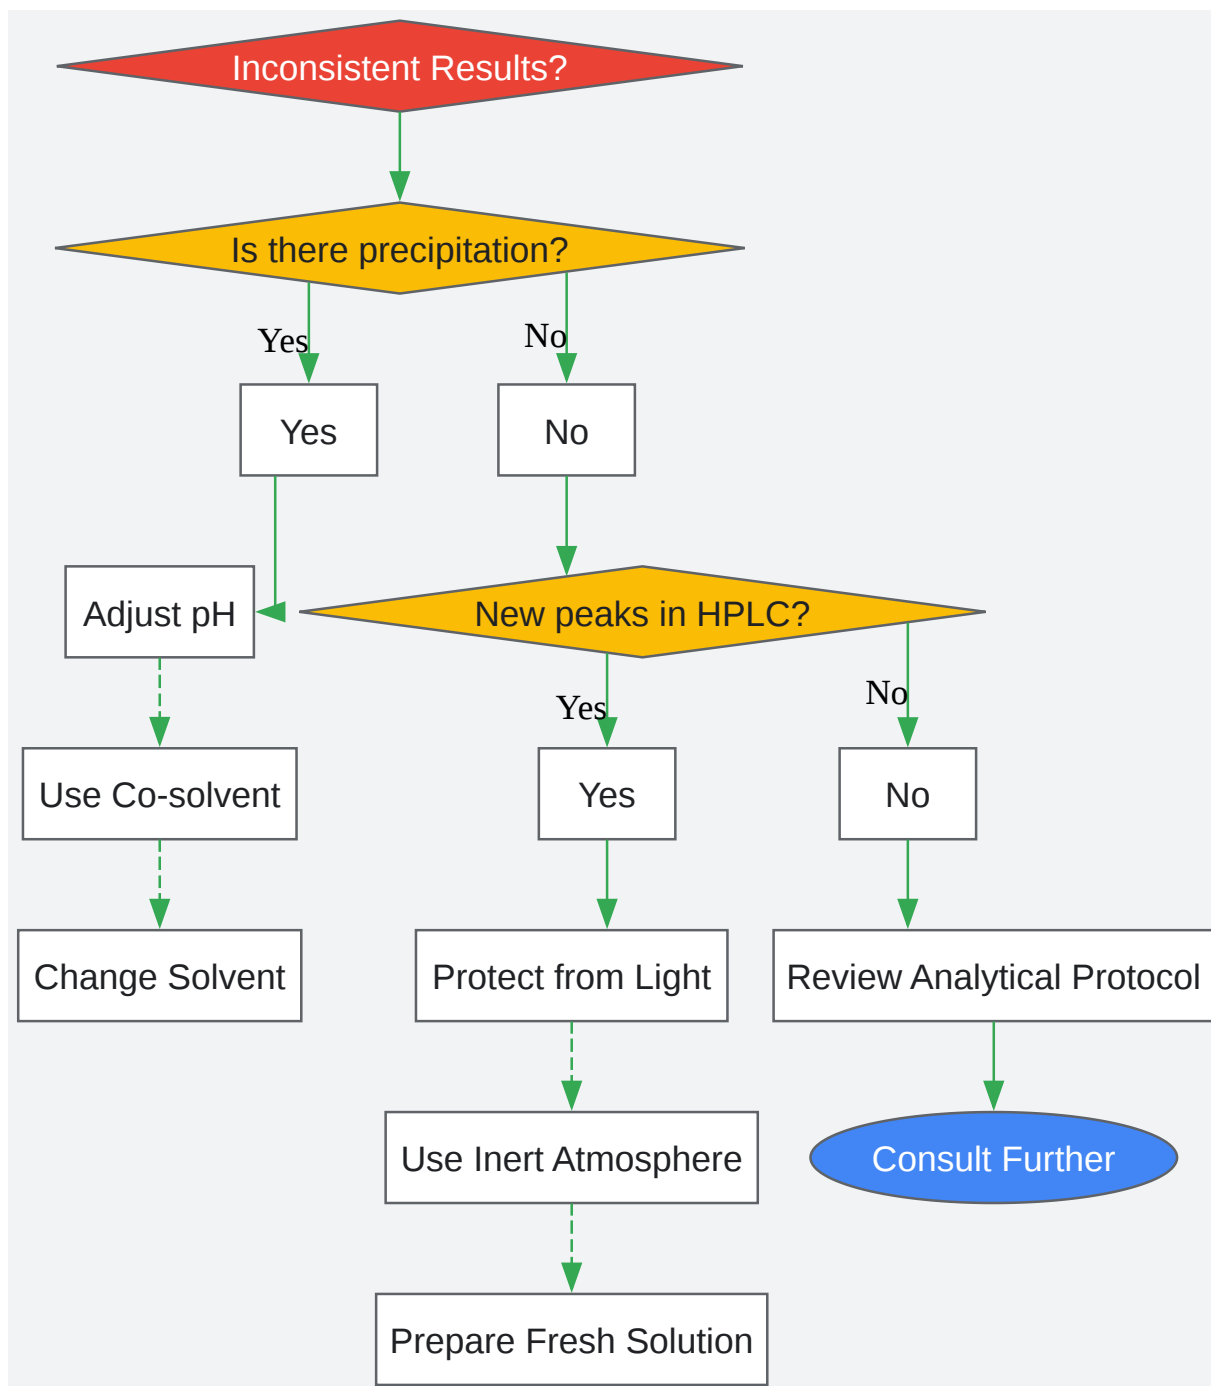 Inconsistent Results?
Is there precipitation?
Yes
No
Yes
No
Adjust pH
New peaks in HPLC?
Yes
No
Use Co-solvent
Yes
No
Change Solvent
Protect from Light
Review Analytical Protocol
Use Inert Atmosphere
Consult Further
Prepare Fresh Solution